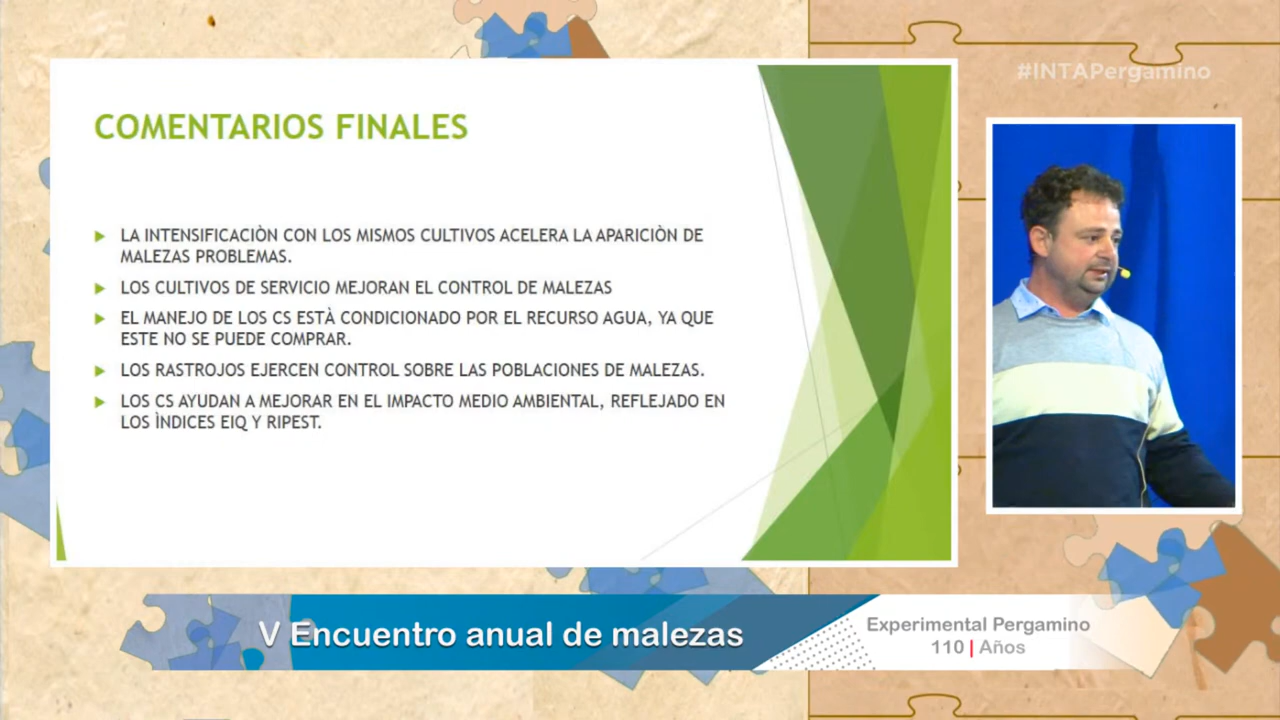 #INTAPergamino
COMENTARIOS FINALES
LA INTENSIFICACIÒN CON LOS MISMOS CULTIVOS ACELERA LA APARICIÒN DE
MALEZAS PROBLEMAS.
LOS CULTIVOS DE SERVICIO MEJORAN EL CONTROL DE MALEZAS
EL MANEJO DE LOS CS ESTÀ CONDICIONADO POR EL RECURSO AGUA, YA QUE
ESTE NO SE PUEDE COMPRAR.
LOS RASTROJOS EJERCEN CONTROL SOBRE LAS POBLACIONES DE MALEZAS.
LOS CS AYUDAN A MEJORAR EN EL IMPACTO MEDIO AMBIENTAL, REFLEJADO EN
LOS ÌNDICES EIQ Y RIPEST.
V Encuentro anual de malezas
Experimental Pergamino
110 | Años